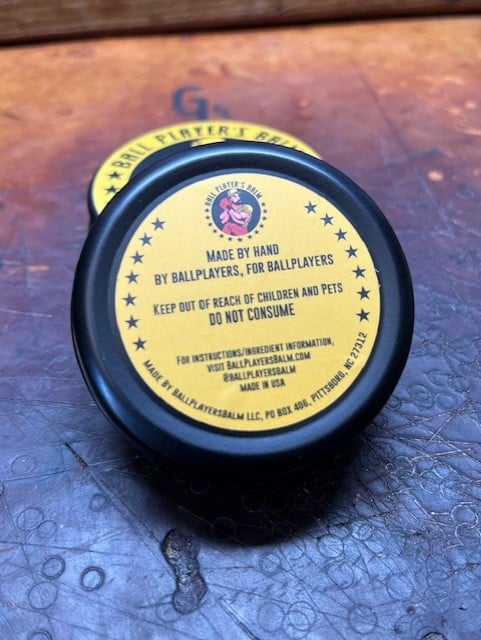 BALL PLAYER'S BALM
BALL PLAYER'S BALM
MADE BY HAND
BY BALLPLAYERS, FOR BALLPLAYERS
KEEP OUT OF REACH OF CHILDREN AND PETS
DO NOT CONSUME
FOR INSTRUCTIONS/INGREDIENT INFORMATION,
VISIT BALLPLAYERSBALM.COM
@BALLPLAYERSBALM
MADE IN USA
MADE BY BALLPLAYERSBALM LLC, PO BOX 406, PITTSBORO, NC 27312